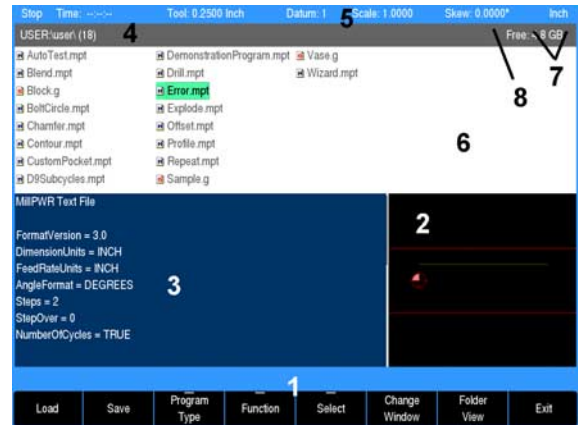 Stop Time: --:--:-- Tool: 0.2500 Inch Datum: 1 5 Scale: 1.0000 Skew: 0.0000° Inch
USER:\user\ (18) 4 Free: 8 GB
8 7
AutoTest.mpt DemonstrationProgram.mpt Vase.g
Blend.mpt Drill.mpt Wizard.mpt
Block.g Error.mpt
BoltCircle.mpt Explode.mpt
Chamfer.mpt Offset.mpt
Contour.mpt Profile.mpt 6
CustomPocket.mpt Repeat.mpt
D9Subcycles.mpt Sample.g
MillPWR Text File
2
FormatVersion = 3.0
DimensionUnits = INCH
FeedRateUnits = INCH
AngleFormat = DEGREES
3
Steps = 2
StepOver = 0
NumberOfCycles = TRUE
1
Load Save Program Type Function Select Change Window Folder View Exit